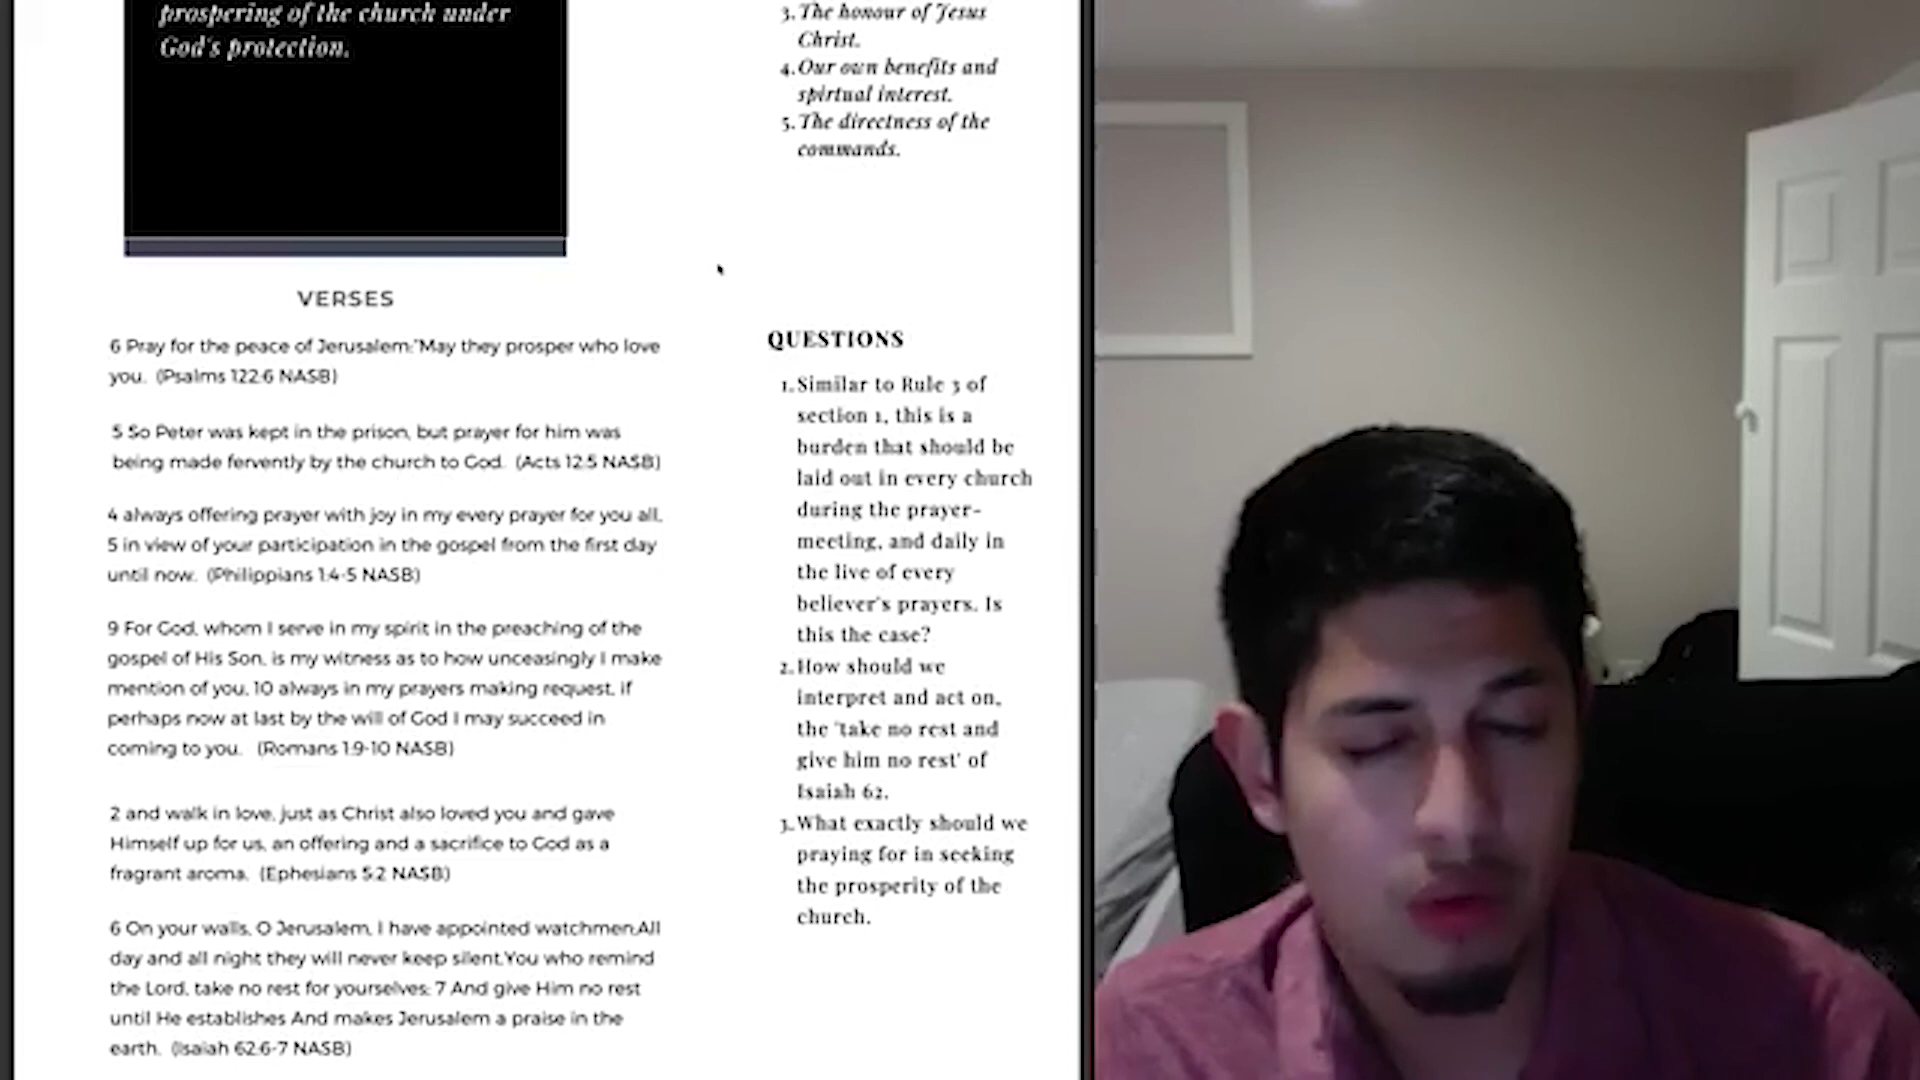 prospering of the church under
God's protection.
VERSES
6 Pray for the peace of Jerusalem:"May they prosper who love
you. (Psalms 122:6 NASB)
5 So Peter was kept in the prison, but prayer for him was
being made fervently by the church to God. (Acts 12:5 NASB)
4 always offering prayer with joy in my every prayer for you all,
5 in view of your participation in the gospel from the first day
until now. (Philippians 1:4-5 NASB)
9 For God, whom I serve in my spirit in the preaching of the
gospel of His Son, is my witness as to how unceasingly I make
mention of you, 10 always in my prayers making request, if
perhaps now at last by the will of God I may succeed in
coming to you. (Romans 1:9-10 NASB)
2 and walk in love, just as Christ also loved you and gave
Himself up for us, an offering and a sacrifice to God as a
fragrant aroma. (Ephesians 5:2 NASB)
6 On your walls, O Jerusalem, I have appointed watchmen;All
day and all night they will never keep silent.You who remind
the Lord, take no rest for yourselves; 7 And give Him no rest
until He establishes And makes Jerusalem a praise in the
earth. (Isaiah 62:6-7 NASB)
3. The honour of Jesus
Christ.
4. Our own benefits and
spirtual interest.
5. The directness of the
commands.
QUESTIONS
1. Similar to Rule 3 of
section 1, this is a
burden that should be
laid out in every church
during the prayer-
meeting, and daily in
the live of every
believer's prayers. Is
this the case?
2. How should we
interpret and act on,
the 'take no rest and
give him no rest' of
Isaiah 62.
3. What exactly should we
praying for in seeking
the prosperity of the
church.